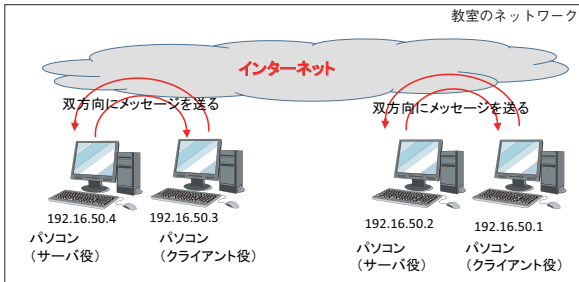 教室のネットワーク
インターネット
双方向にメッセージを送る
双方向にメッセージを送る
192.16.50.4
192.16.50.3
192.16.50.2
192.16.50.1
パソコン
（サーバ役）
パソコン
（クライアント役）
パソコン
（サーバ役）
パソコン
（クライアント役）